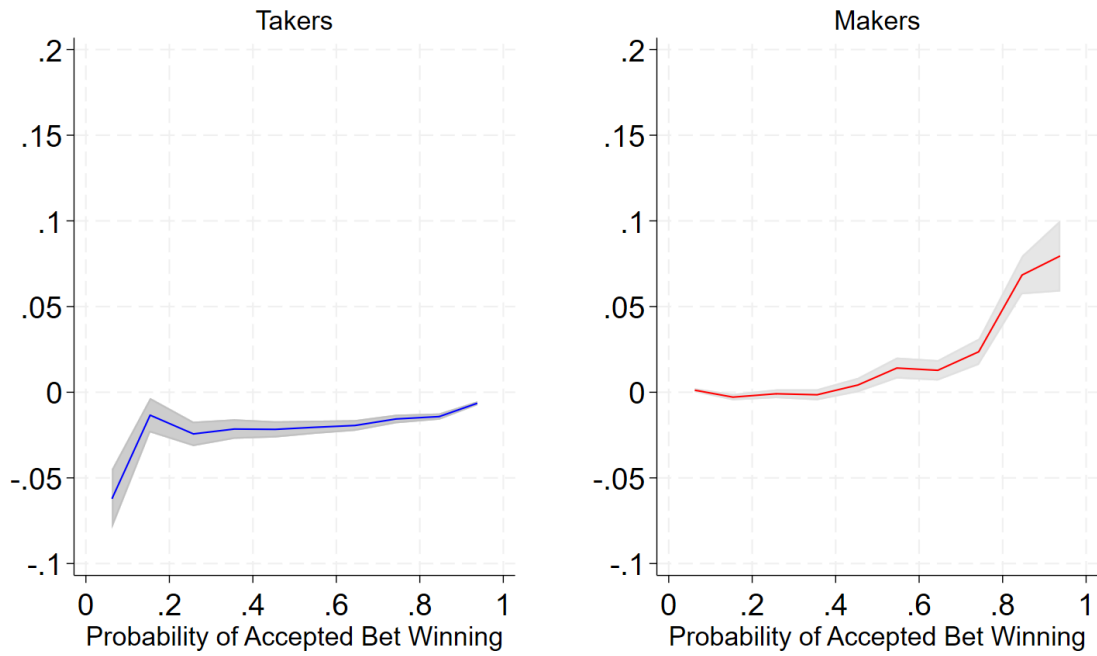 Takers
.2
.15
.1
.05
0
-.05
-.1
0 .2 .4 .6 .8 1
Probability of Accepted Bet Winning
Makers
.2
.15
.1
.05
0
-.05
-.1
0 .2 .4 .6 .8 1
Probability of Accepted Bet Winning